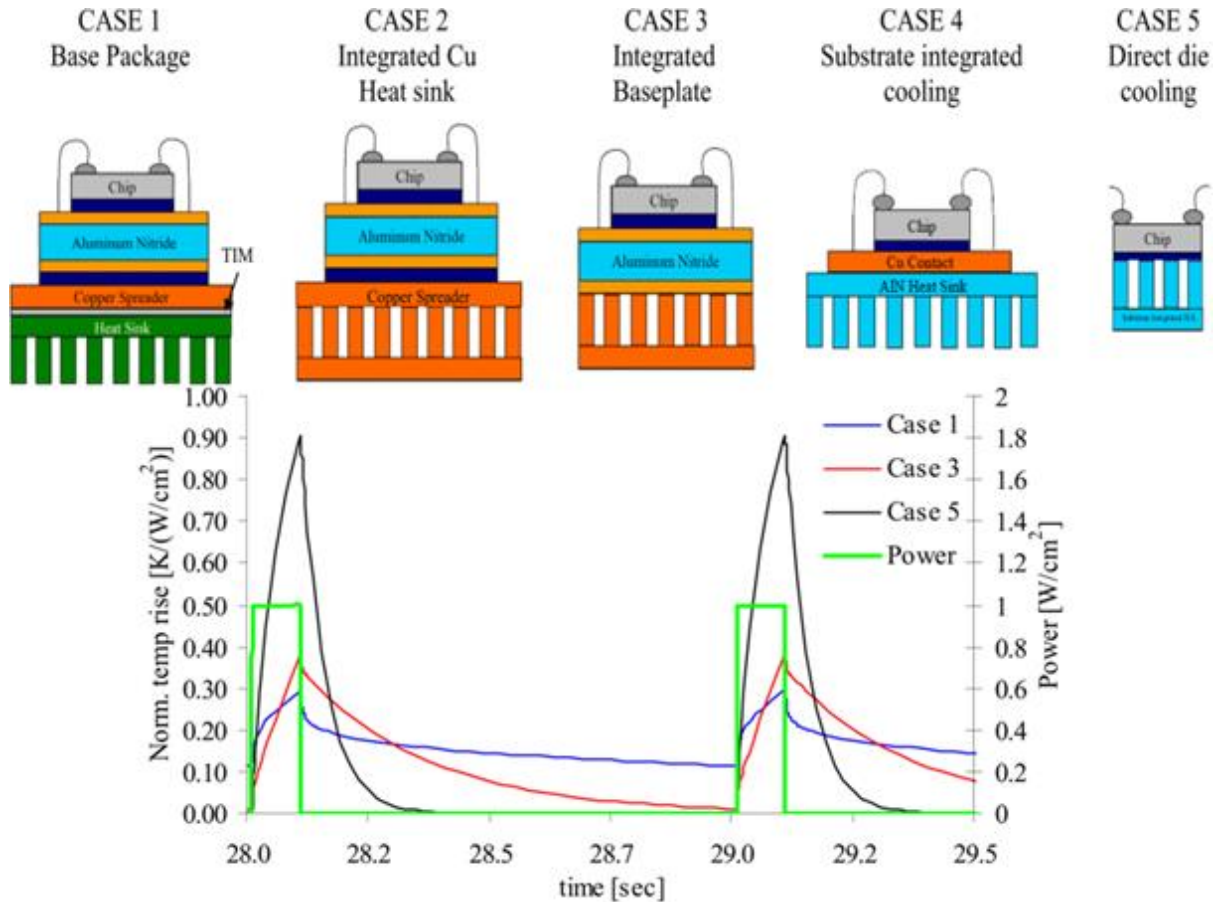 CASE 1
Base Package
CASE 2
Integrated Cu
Heat sink
CASE 3
Integrated
Baseplate
CASE 4
Substrate integrated
cooling
CASE 5
Direct die
cooling
Chip
Aluminum Nitride
TIM
Copper Spreader
Heat Sink
Chip
Aluminum Nitride
Copper Spreader
Chip
Aluminum Nitride
Chip
Cu Contact
AlN Heat Sink
Chip
Norm. temp rise [K/(W/cm²)]
1.00
0.90
0.80
0.70
0.60
0.50
0.40
0.30
0.20
0.10
0.00
Case 1
Case 3
Case 5
Power
2
1.8
1.6
1.4
1.2
1
0.8
0.6
0.4
0.2
0
Power [W/cm²]
28.0 28.2 28.5 28.7 29.0 29.2 29.5
time [sec]